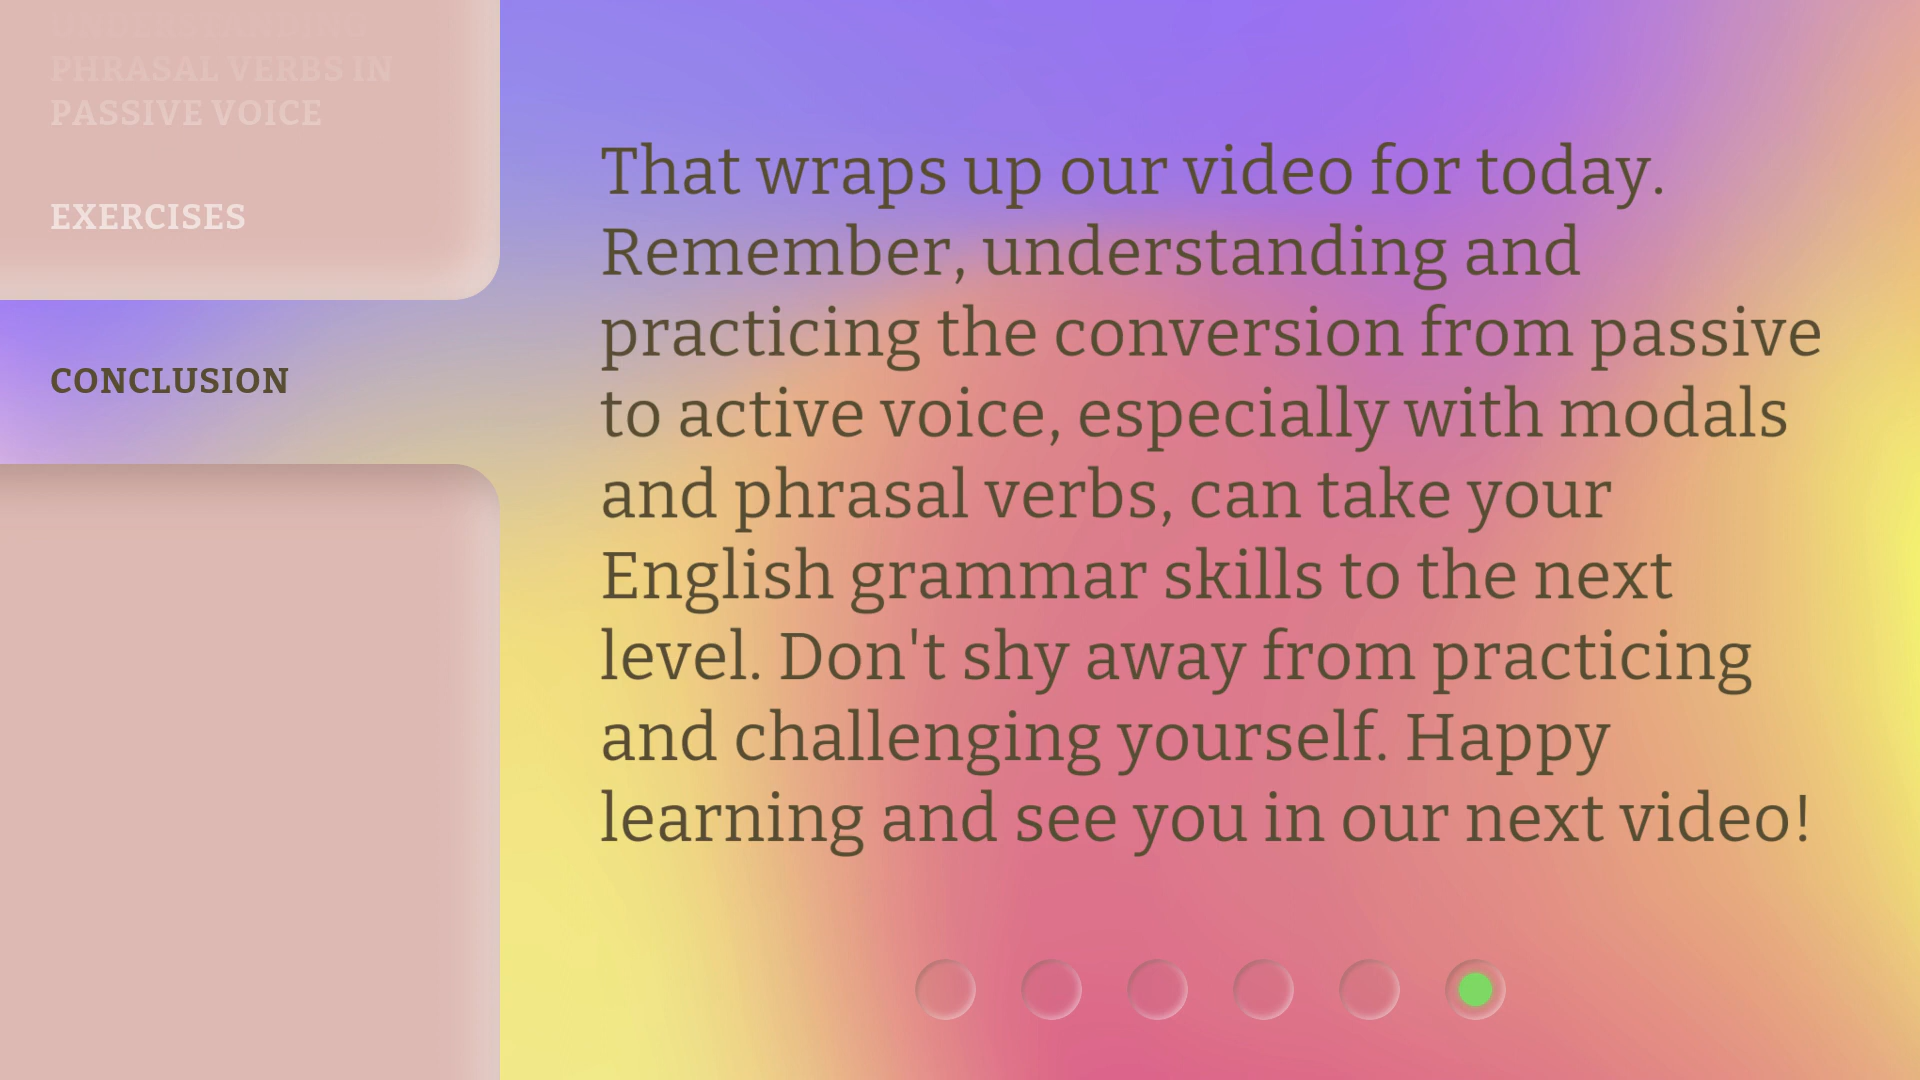 UNDERSTANDING
PHRASAL VERBS IN
PASSIVE VOICE
EXERCISES
CONCLUSION
That wraps up our video for today.
Remember, understanding and
practicing the conversion from passive
to active voice, especially with modals
and phrasal verbs, can take your
English grammar skills to the next
level. Don't shy away from practicing
and challenging yourself. Happy
learning and see you in our next video!